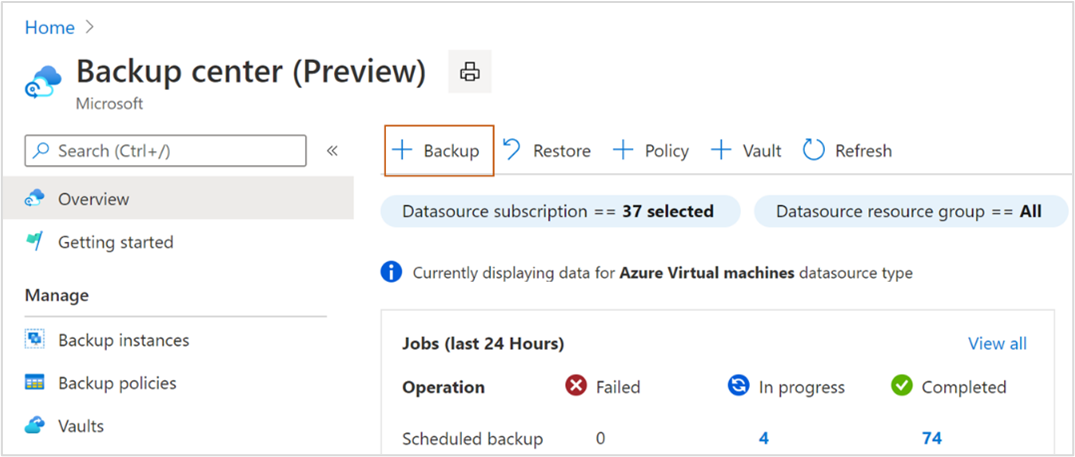 Home
Backup center (Preview)
Microsoft
Search (Ctrl+/)
Overview
Getting started
Manage
Backup instances
Backup policies
Vaults
Backup Restore Policy Vault Refresh
Datasource subscription == 37 selected Datasource resource group == All
Currently displaying data for Azure Virtual machines datasource type
Jobs (last 24 Hours) View all
Operation Failed In progress Completed
Scheduled backup 0 4 74